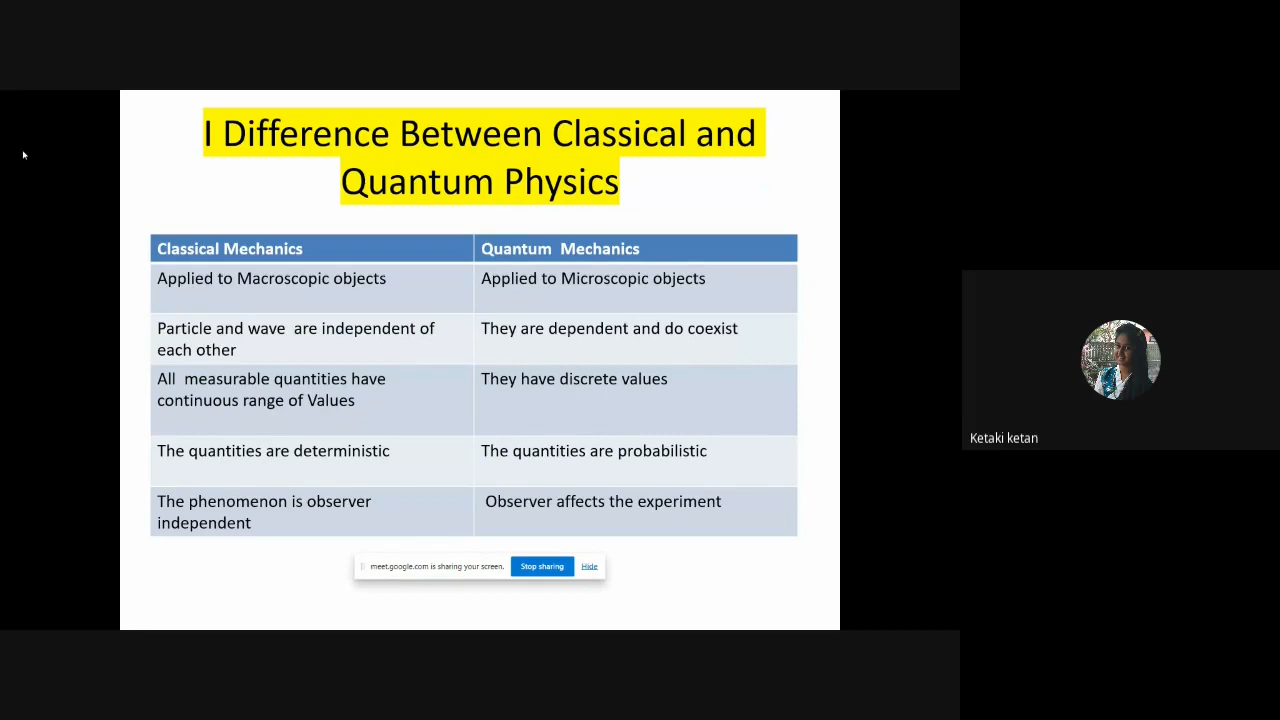 I Difference Between Classical and
Quantum Physics
Classical Mechanics
Quantum Mechanics
Applied to Macroscopic objects
Applied to Microscopic objects
Particle and wave are independent of
each other
They are dependent and do coexist
All measurable quantities have
continuous range of Values
They have discrete values
The quantities are deterministic
The quantities are probabilistic
The phenomenon is observer
independent
Observer affects the experiment
meet.google.com is sharing your screen.
Stop sharing
Hide
Ketaki ketan